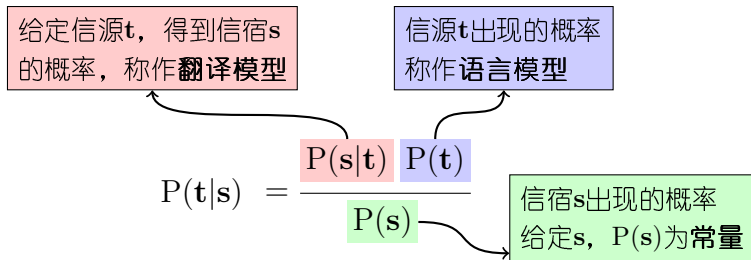 给定信源t，得到信宿s
的概率，称作翻译模型
信源t出现的概率
称作语言模型
P(s|t) P(t)
P(t|s) =
P(s)
信宿s出现的概率
给定s，P(s)为常量